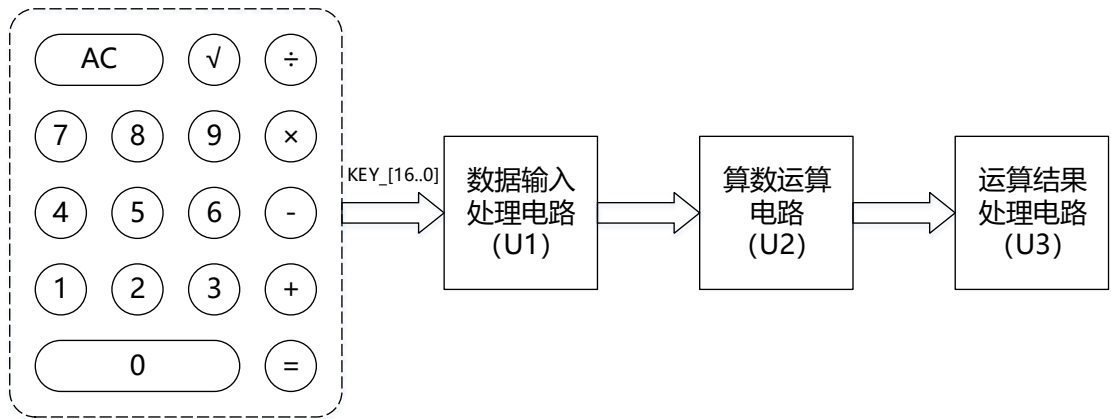 AC √ ÷
7 8 9 ×
4 5 6 -
1 2 3 +
0 =
KEY_[16..0]
数据输入
处理电路
(U1)
算数运算
电路
(U2)
运算结果
处理电路
(U3)